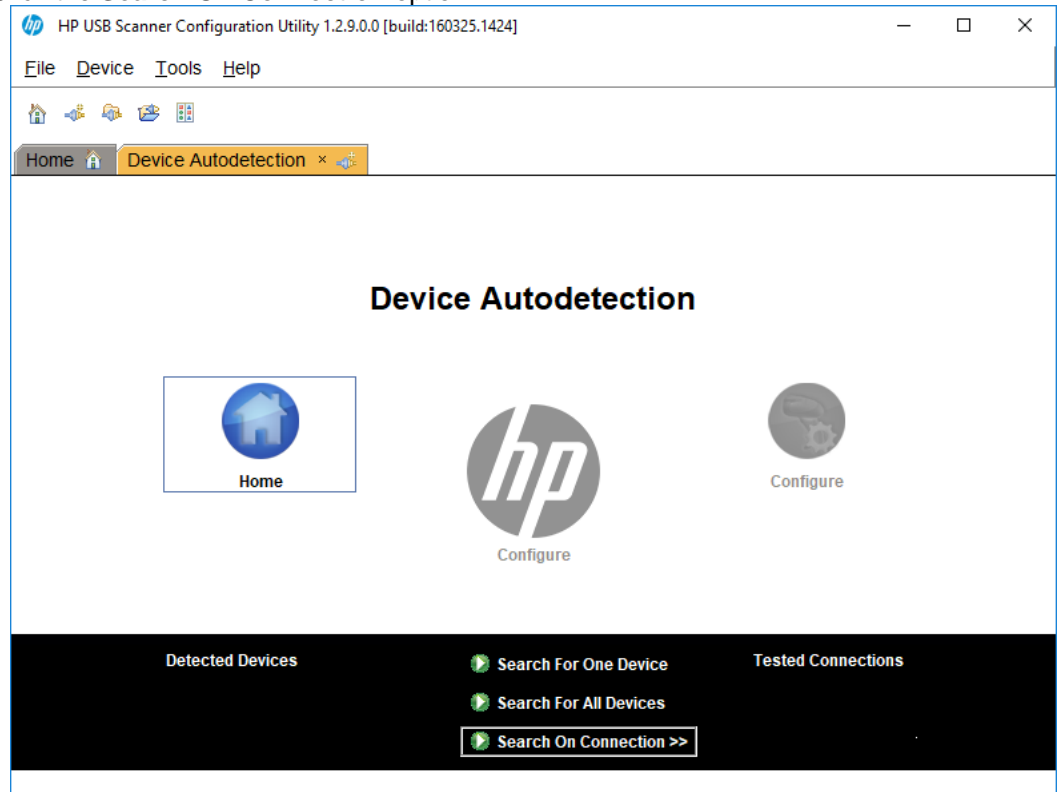 HP USB Scanner Configuration Utility 1.2.9.0.0 [build:160325.1424]
File Device Tools Help
Home Device Autodetection ×
Device Autodetection
Home
hp
Configure
Configure
Detected Devices
Search For One Device
Tested Connections
Search For All Devices
Search On Connection >>